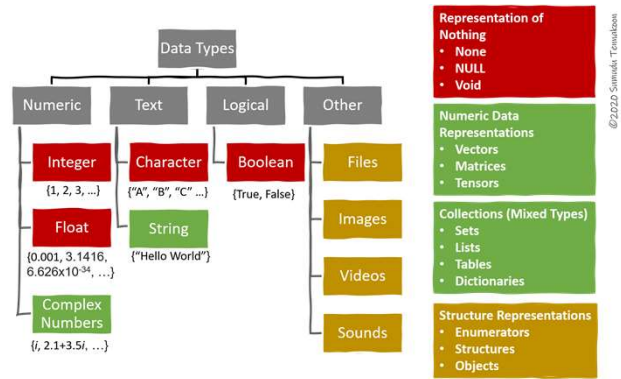 Data Types
Numeric
Text
Logical
Other
Integer
{1, 2, 3, ...}
Float
{0.001, 3.1416,
6.626x10⁻³⁴, ...}
Complex
Numbers
{i, 2.1+3.5i, ...}
Character
{"A", "B", "C" ...}
String
{"Hello World"}
Boolean
{True, False}
Files
Images
Videos
Sounds
Representation of
Nothing
• None
• NULL
• Void
Numeric Data
Representations
• Vectors
• Matrices
• Tensors
Collections (Mixed Types)
• Sets
• Lists
• Tables
• Dictionaries
Structure Representations
• Enumerators
• Structures
• Objects
©2020 Sumudu Tennakoon